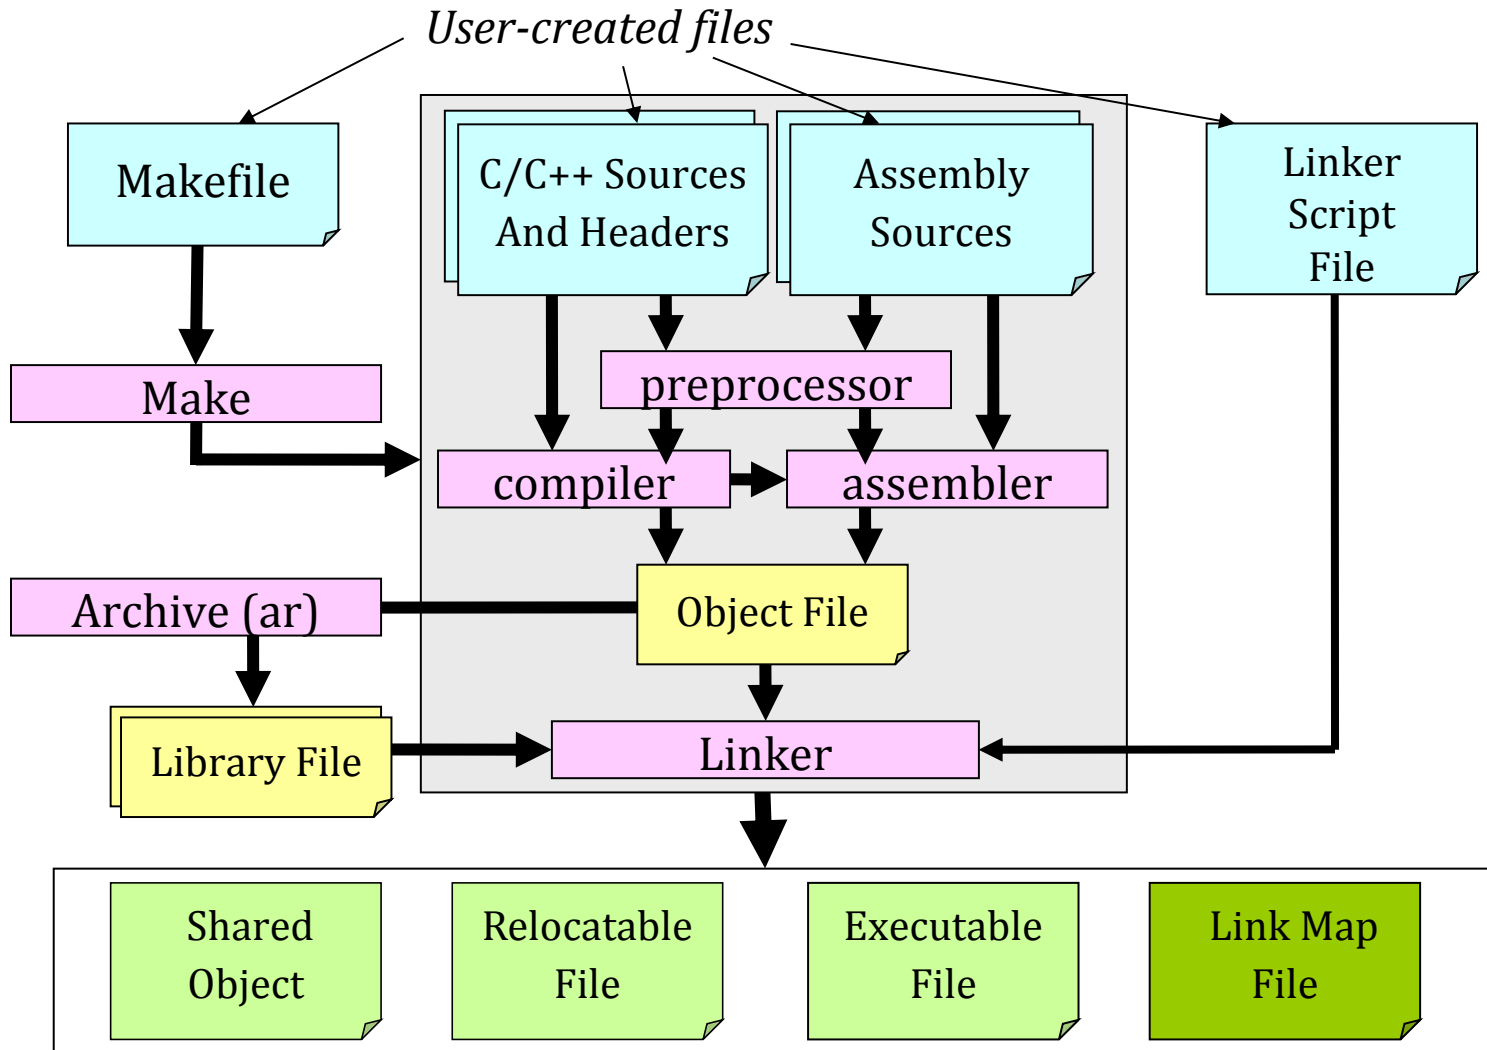 User-created files
Makefile
C/C++ Sources
And Headers
Assembly
Sources
Linker
Script
File
Make
preprocessor
compiler
assembler
Archive (ar)
Object File
Library File
Linker
Shared
Object
Relocatable
File
Executable
File
Link Map
File